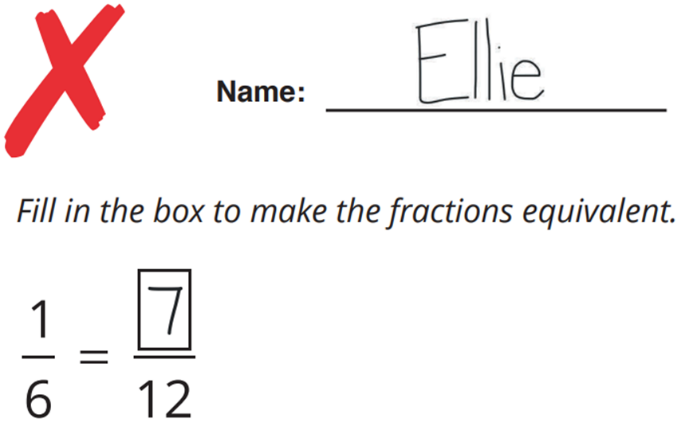 Name: Ellie
Fill in the box to make the fractions equivalent.
1/6 = 7/12